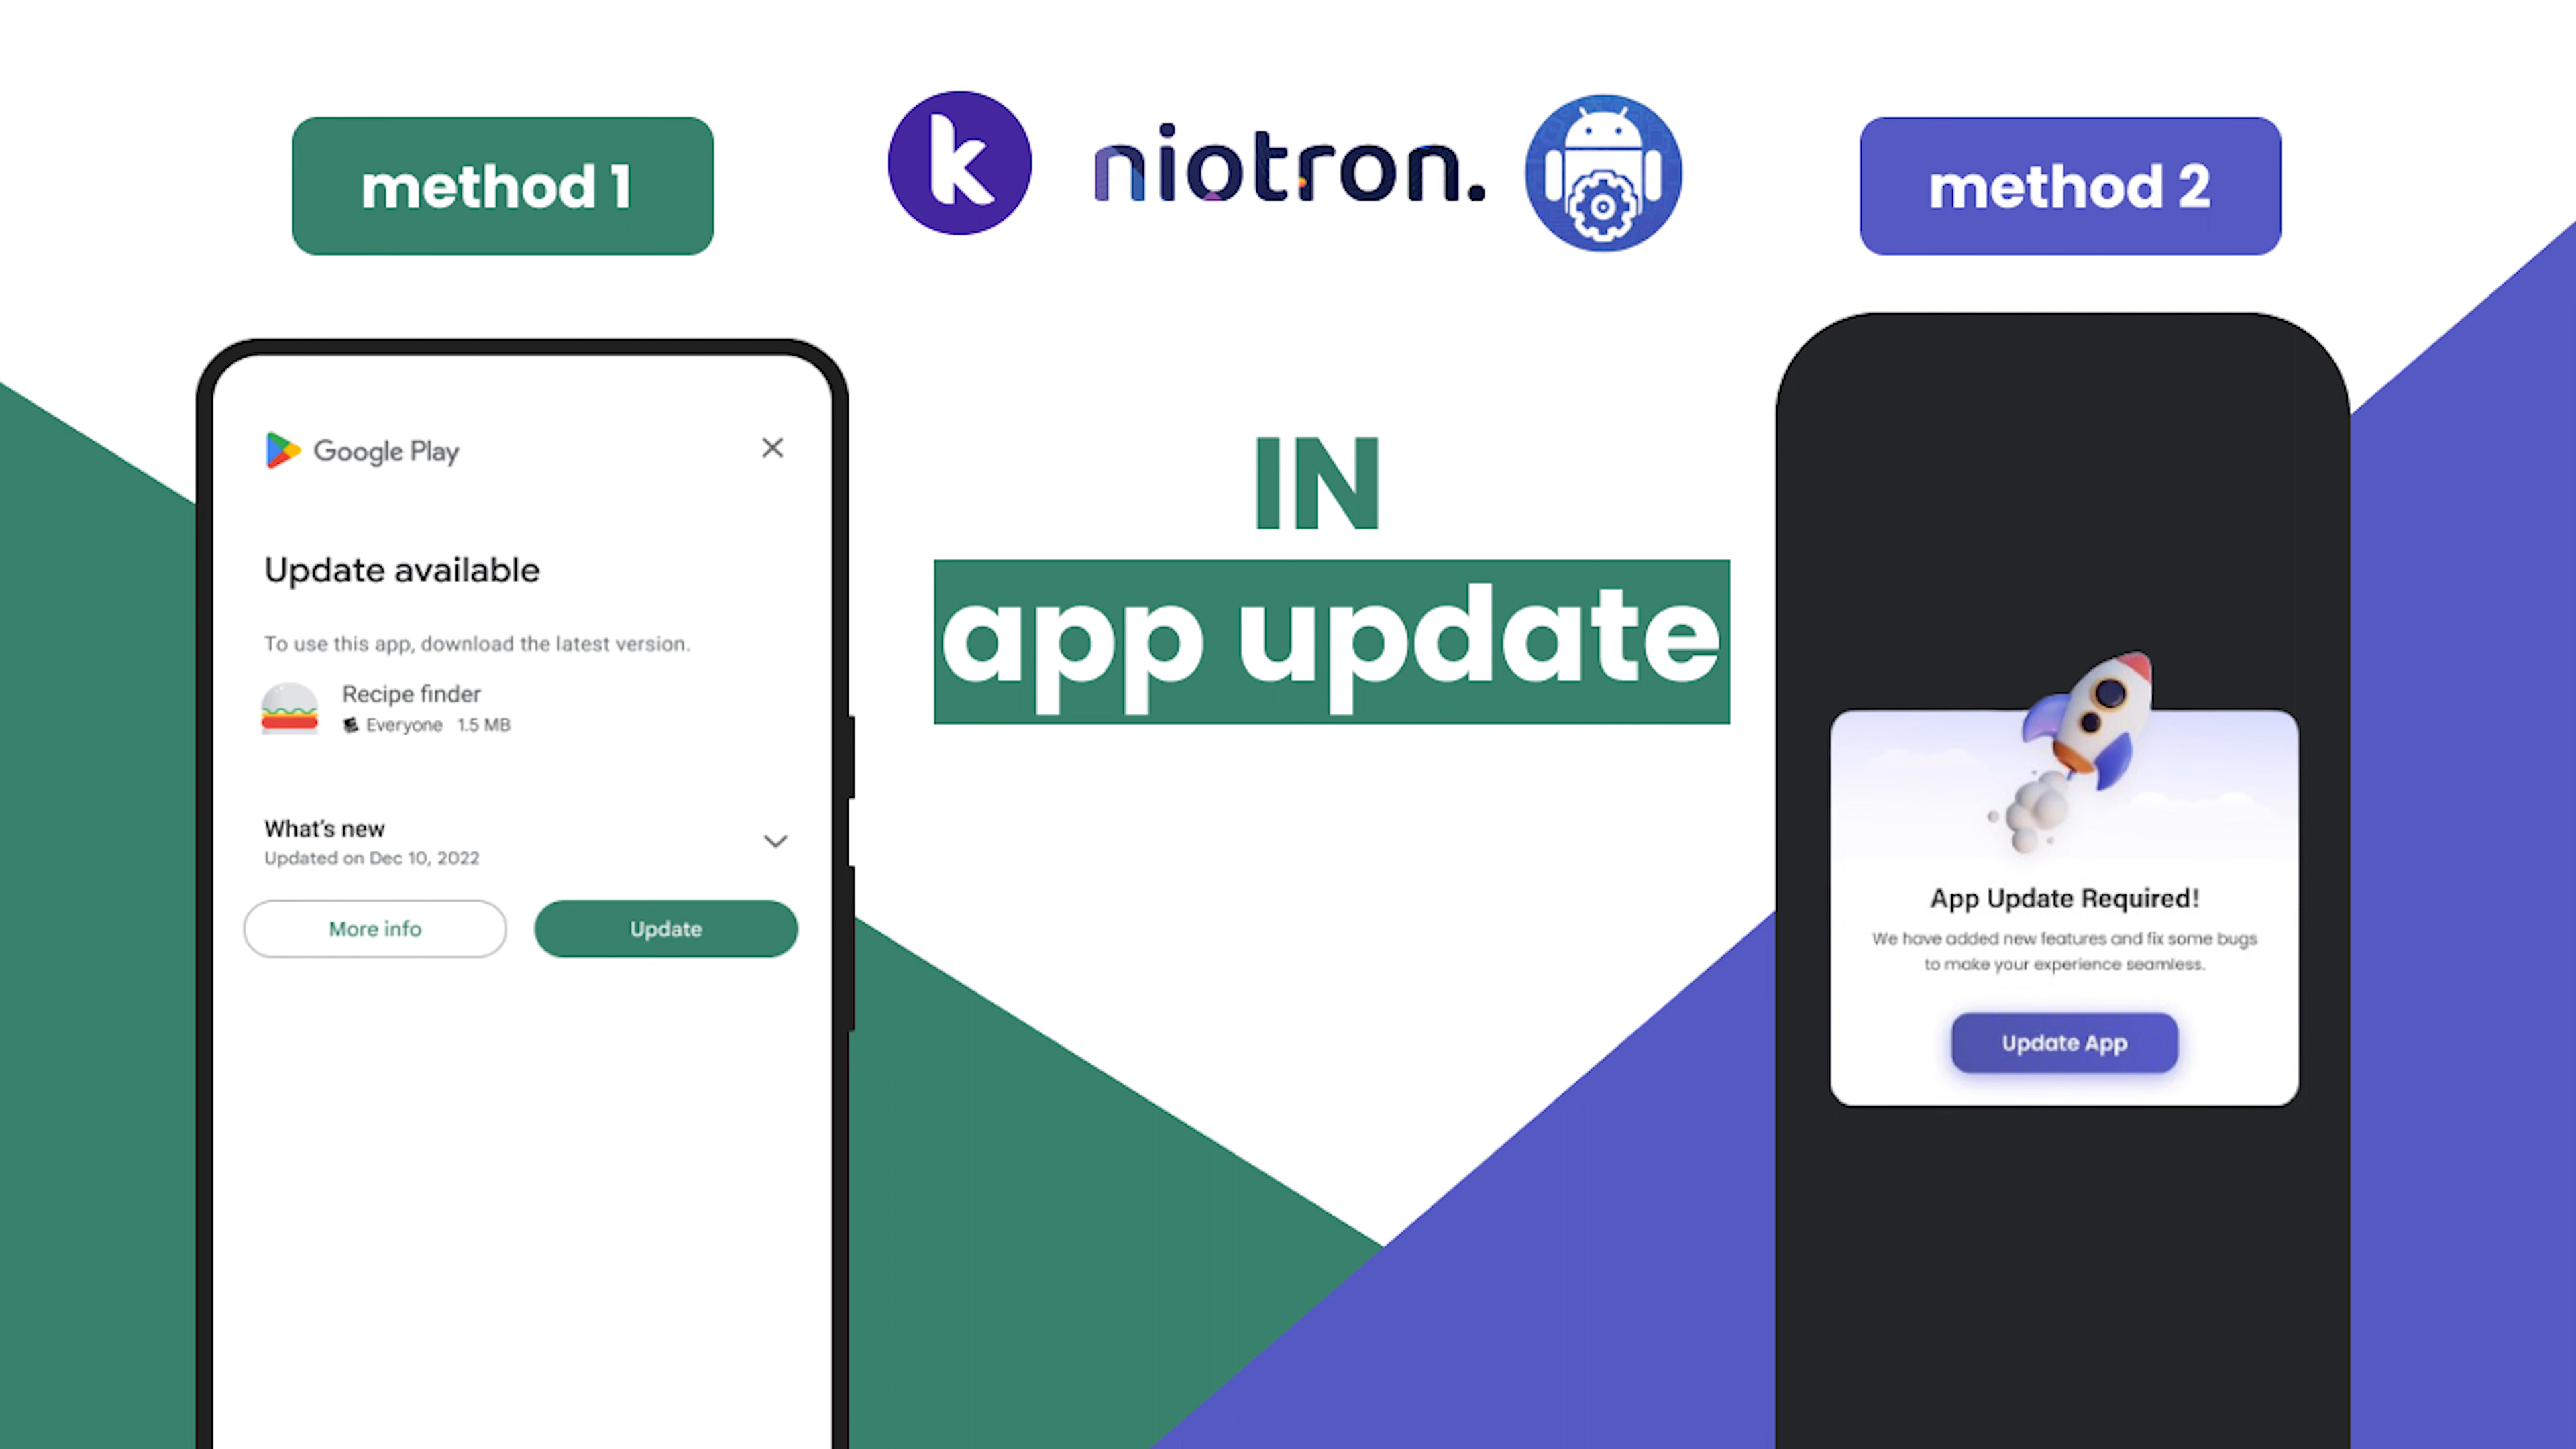 method 1
k
niotron.
method 2
Google Play
Update available
To use this app, download the latest version.
Recipe finder
Everyone 1.5 MB
What's new
Updated on Dec 10, 2022
More info
Update
IN
app update
App Update Required!
We have added new features and fix some bugs
to make your experience seamless.
Update App